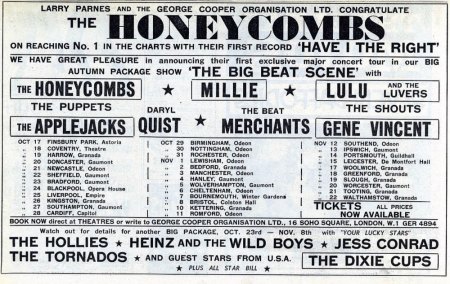 LARRY PARNES AND THE GEORGE COOPER ORGANISATION LTD. CONGRATULATE
THE HONEYCOMBS
ON REACHING No. 1 IN THE CHARTS WITH THEIR FIRST RECORD 'HAVE I THE RIGHT'
WE HAVE GREAT PLEASURE in announcing their first exclusive major concert tour in our BIG
AUTUMN PACKAGE SHOW 'THE BIG BEAT SCENE' with
THE HONEYCOMBS ★ MILLIE ★ LULU AND THE LUVERS
THE PUPPETS DARYL QUIST ★ THE BEAT MERCHANTS THE SHOUTS
THE APPLEJACKS GENE VINCENT
OCT 17 FINSBURY PARK, Astoria
" 18 COVENTRY, Theatre
" 19 HARROW, Granada
" 20 DONCASTER, Gaumont
" 21 NEWCASTLE, Odeon
" 22 SHEFFIELD, Gaumont
" 23 BRADFORD, Gaumont
" 24 BLACKPOOL, Opera House
" 25 LIVERPOOL, Empire
" 26 KINGSTON, Granada
" 27 SOUTHAMPTON, Gaumont
" 28 CARDIFF, Capitol
OCT 29 BIRMINGHAM, Odeon
" 30 NOTTINGHAM, Odeon
" 31 ROCHESTER, Odeon
NOV 1 LEWISHAM, Odeon
" 2 BEDFORD, Granada
" 3 MANCHESTER, Odeon
" 4 HANLEY, Gaumont
" 5 WOLVERHAMPTON, Gaumont
" 6 CHELTENHAM, Odeon
" 7 BOURNEMOUTH, Winter Gardens
" 8 BRISTOL, Colston Hall
" 10 KETTERING, Granada
" 11 ROMFORD, Odeon
NOV 12 SOUTHEND, Odeon
" 13 IPSWICH, Gaumont
" 14 PORTSMOUTH, Guildhall
" 15 LEICESTER, De Montfort Hall
" 16 WOOLWICH, Granada
" 18 GREENFORD, Granada
" 19 SLOUGH, Granada
" 20 WORCESTER, Gaumont
" 21 TOOTING, Granada
" 22 WALTHAMSTOW, Granada
TICKETS ALL PRICES
NOW AVAILABLE
BOOK NOW direct at THEATRES or write to GEORGE COOPER ORGANISATION LTD., 16 SOHO SQUARE, LONDON, W.1 GER 4894
Watch out for details for another BIG PACKAGE, OCT. 23rd — NOV. 8th with "YOUR LUCKY STARS"
THE HOLLIES ★ HEINZ AND THE WILD BOYS ★ JESS CONRAD
THE TORNADOS ★ AND GUEST STARS FROM U.S.A. ★ THE DIXIE CUPS
★ PLUS ALL STAR BILL ★